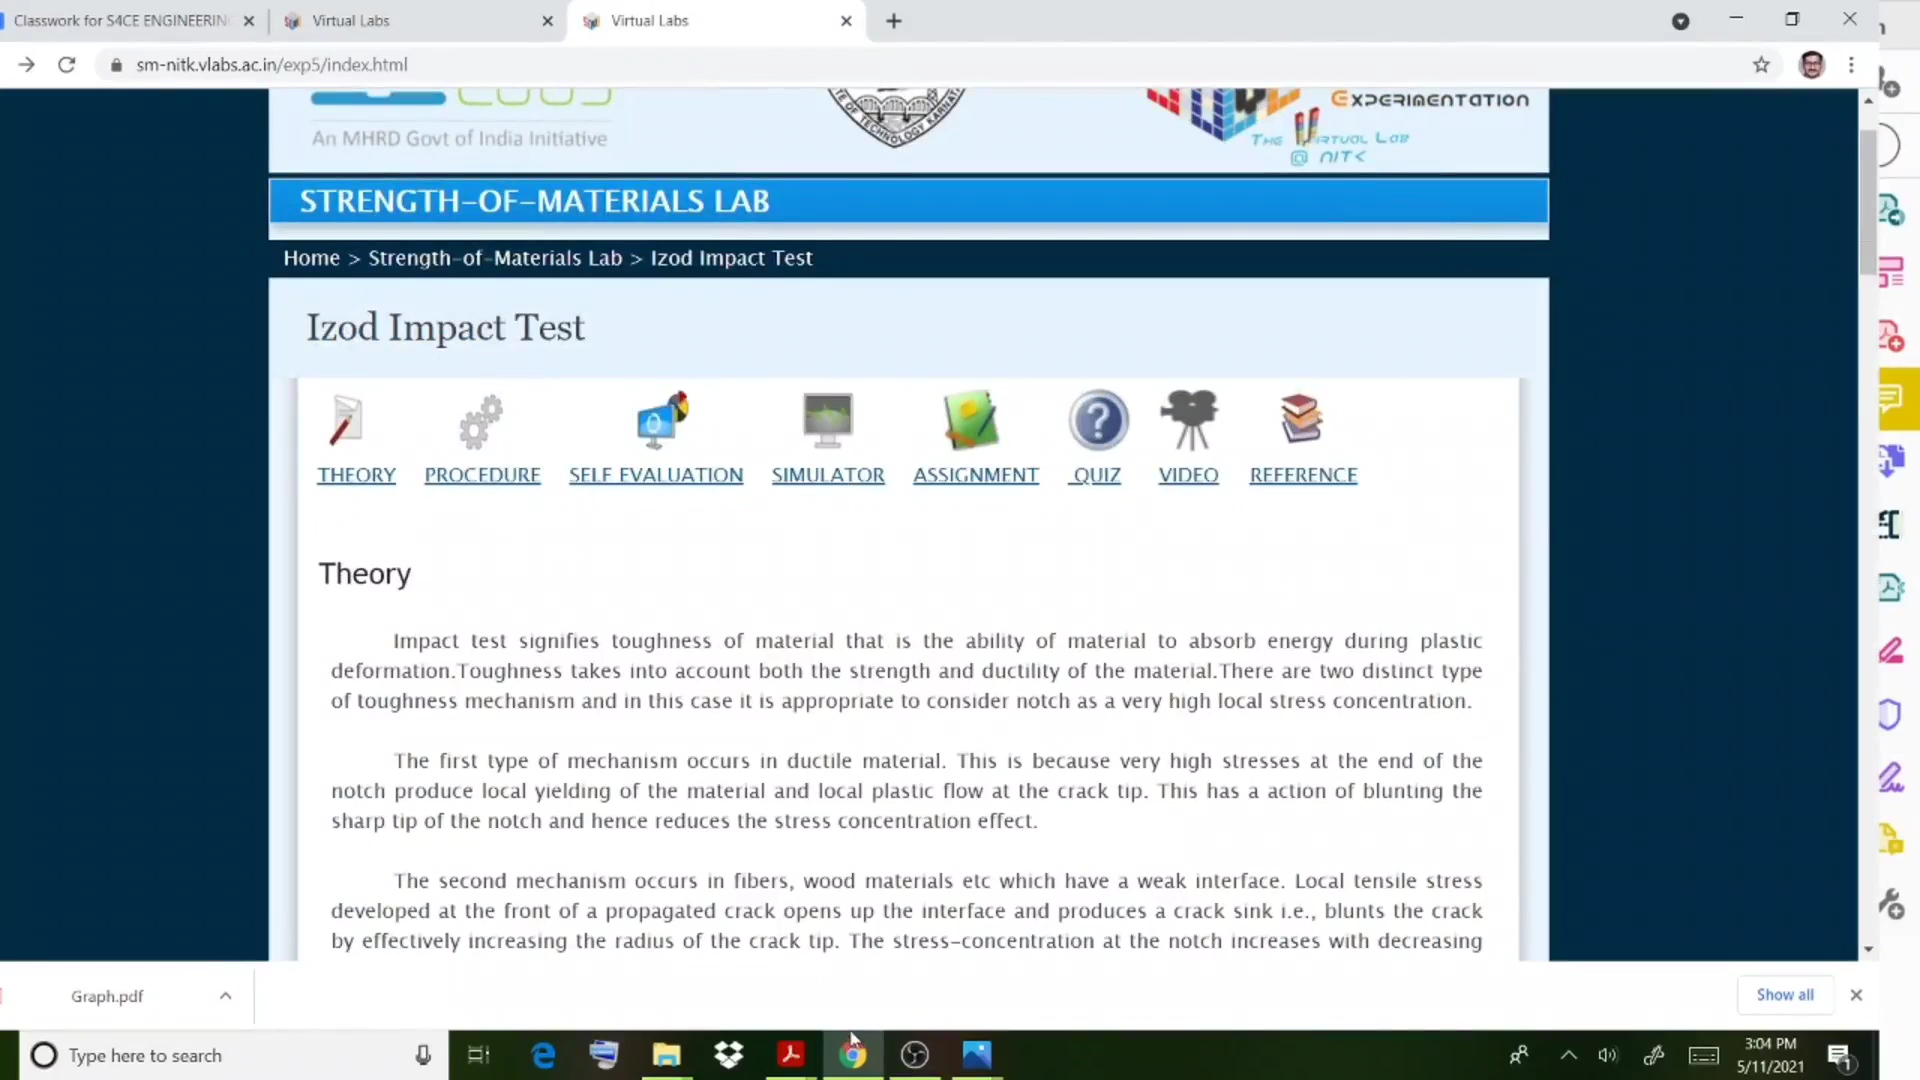 Classwork for S4CE ENGINEERIN
Virtual Labs
Virtual Labs
sm-nitk.vlabs.ac.in/exp5/index.html
An MHRD Govt of India Initiative
TE OF TECHNOLOGY KARNAT
Experimentation
The Virtual Lab
@ NITK
STRENGTH-OF-MATERIALS LAB
Home > Strength-of-Materials Lab > Izod Impact Test
Izod Impact Test
THEORY PROCEDURE SELF EVALUATION SIMULATOR ASSIGNMENT QUIZ VIDEO REFERENCE
Theory
Impact test signifies toughness of material that is the ability of material to absorb energy during plastic
deformation.Toughness takes into account both the strength and ductility of the material.There are two distinct type
of toughness mechanism and in this case it is appropriate to consider notch as a very high local stress concentration.
The first type of mechanism occurs in ductile material. This is because very high stresses at the end of the
notch produce local yielding of the material and local plastic flow at the crack tip. This has a action of blunting the
sharp tip of the notch and hence reduces the stress concentration effect.
The second mechanism occurs in fibers, wood materials etc which have a weak interface. Local tensile stress
developed at the front of a propagated crack opens up the interface and produces a crack sink i.e., blunts the crack
by effectively increasing the radius of the crack tip. The stress-concentration at the notch increases with decreasing
Graph.pdf
Show all
Type here to search
3:04 PM
5/11/2021
1